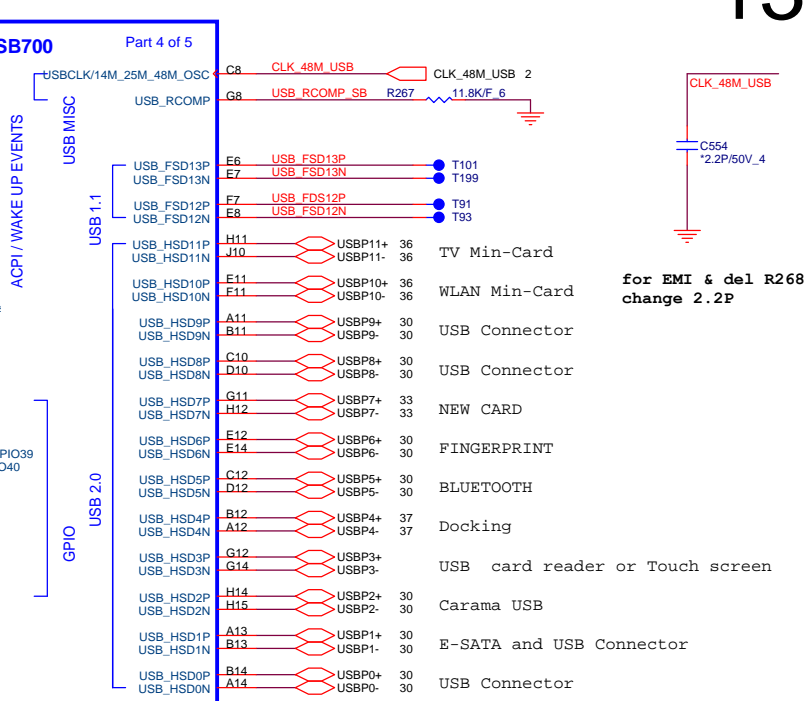 15
SB700 Part 4 of 5
USBCLK/14M_25M_48M_OSC C8 CLK_48M_USB CLK_48M_USB 2
USB_RCOMP G8 USB_RCOMP_SB R267 11.8K/F_6
CLK_48M_USB
C554
*2.2P/50V_4
for EMI & del R268
change 2.2P
ACPI / WAKE UP EVENTS
USB MISC
USB 1.1
USB 2.0
GPIO
PIO39
O40
USB_FSD13P E6 USB_FSD13P T101
USB_FSD13N E7 USB_FSD13N T199
USB_FSD12P F7 USB_FDS12P T91
USB_FSD12N E8 USB_FSD12N T93
USB_HSD11P H11 USBP11+ 36
USB_HSD11N J10 USBP11- 36
TV Min-Card
USB_HSD10P E11 USBP10+ 36
USB_HSD10N F11 USBP10- 36
WLAN Min-Card
USB_HSD9P A11 USBP9+ 30
USB_HSD9N B11 USBP9- 30
USB Connector
USB_HSD8P C10 USBP8+ 30
USB_HSD8N D10 USBP8- 30
USB Connector
USB_HSD7P G11 USBP7+ 33
USB_HSD7N H12 USBP7- 33
NEW CARD
USB_HSD6P E12 USBP6+ 30
USB_HSD6N E14 USBP6- 30
FINGERPRINT
USB_HSD5P C12 USBP5+ 30
USB_HSD5N D12 USBP5- 30
BLUETOOTH
USB_HSD4P B12 USBP4+ 37
USB_HSD4N A12 USBP4- 37
Docking
USB_HSD3P G12 USBP3+
USB_HSD3N G14 USBP3-
USB card reader or Touch screen
USB_HSD2P H14 USBP2+ 30
USB_HSD2N H15 USBP2- 30
Carama USB
USB_HSD1P A13 USBP1+ 30
USB_HSD1N B13 USBP1- 30
E-SATA and USB Connector
USB_HSD0P B14 USBP0+ 30
USB_HSD0N A14 USBP0- 30
USB Connector